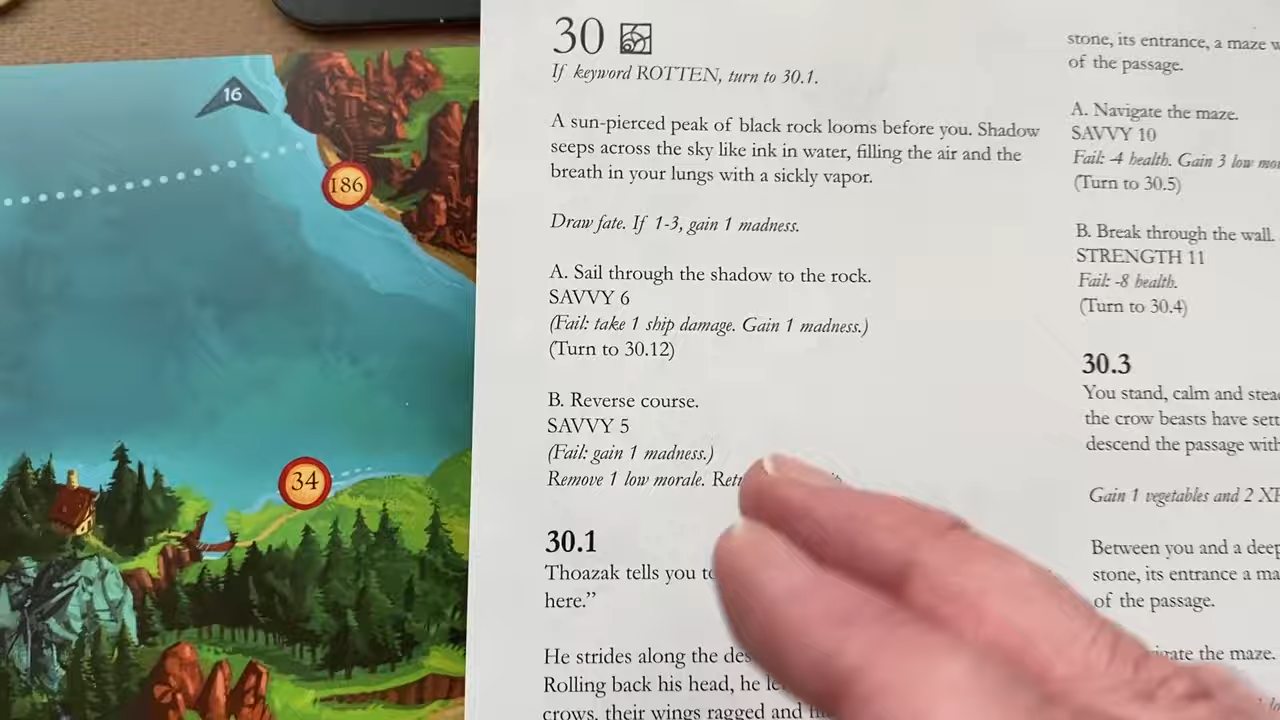 16
186
34
30
If keyword ROTTEN, turn to 30.1.
A sun-pierced peak of black rock looms before you. Shadow
seeps across the sky like ink in water, filling the air and the
breath in your lungs with a sickly vapor.
Draw fate. If 1-3, gain 1 madness.
A. Sail through the shadow to the rock.
SAVVY 6
(Fail: take 1 ship damage. Gain 1 madness.)
(Turn to 30.12)
B. Reverse course.
SAVVY 5
(Fail: gain 1 madness.)
Remove 1 low morale.
30.1
Thoazak tells you
here.”
He strides along the
Rolling back his head, he
crows, their wings ragged and
stone, its entrance, a maze
of the passage.
A. Navigate the maze.
SAVVY 10
Fail: -4 health. Gain 3 low
(Turn to 30.5)
B. Break through the wall.
STRENGTH 11
Fail: -8 health.
(Turn to 30.4)
30.3
You stand, calm and
the crow beasts have
descend the passage
Gain 1 vegetables and 2
Between you and a
stone, its entrance a
of the passage.
the maze.